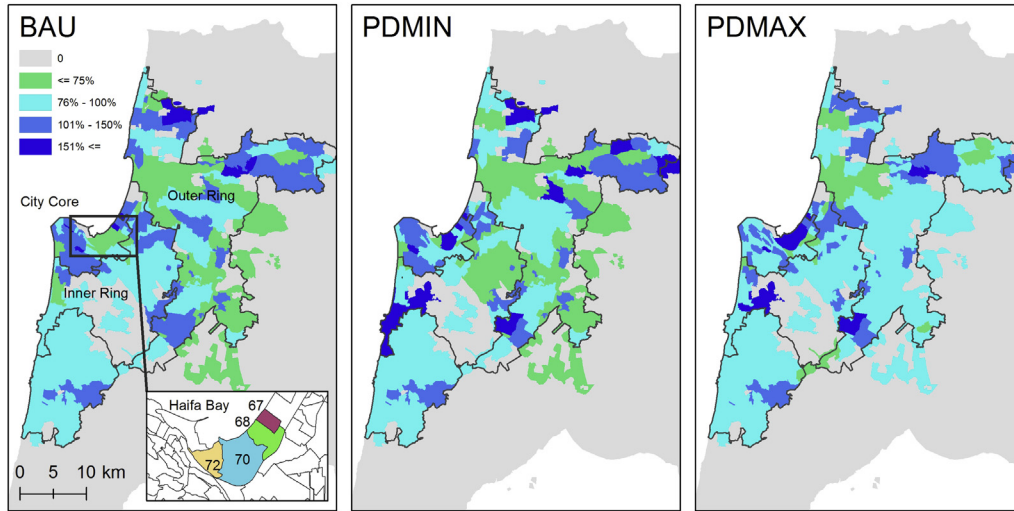 BAU
0
<= 75%
76% - 100%
101% - 150%
151% <=
City Core
Outer Ring
Inner Ring
Haifa Bay
67
68
70
72
0 5 10 km
PDMIN
PDMAX